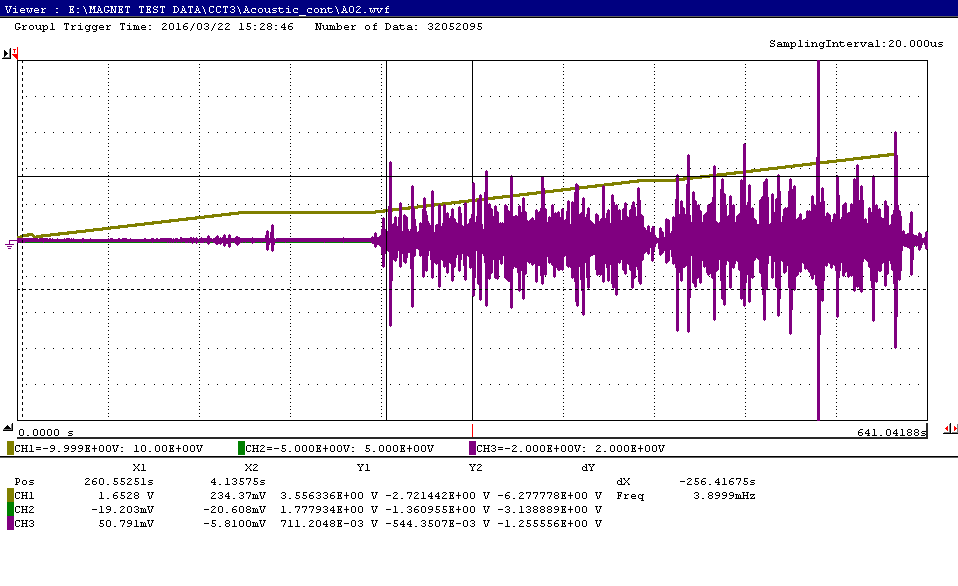 Viewer : E:\MAGNET TEST DATA\CCT3\Acoustic_cont\A02.wvf
Group1 Trigger Time: 2016/03/22 15:28:46 Number of Data: 32052095
SamplingInterval:20.000us
0.0000 s 641.04188s
CH1=-9.999E+00V: 10.00E+00V CH2=-5.000E+00V: 5.000E+00V CH3=-2.000E+00V: 2.000E+00V
X1 X2 Y1 Y2 dY
Pos 260.55251s 4.13575s dX -256.41675s
CH1 1.6528 V 234.37mV 3.556336E+00 V -2.721442E+00 V -6.277778E+00 V Freq 3.8999mHz
CH2 -19.203mV -20.608mV 1.777934E+00 V -1.360955E+00 V -3.138889E+00 V
CH3 50.791mV -5.8100mV 711.2048E-03 V -544.3507E-03 V -1.255556E+00 V